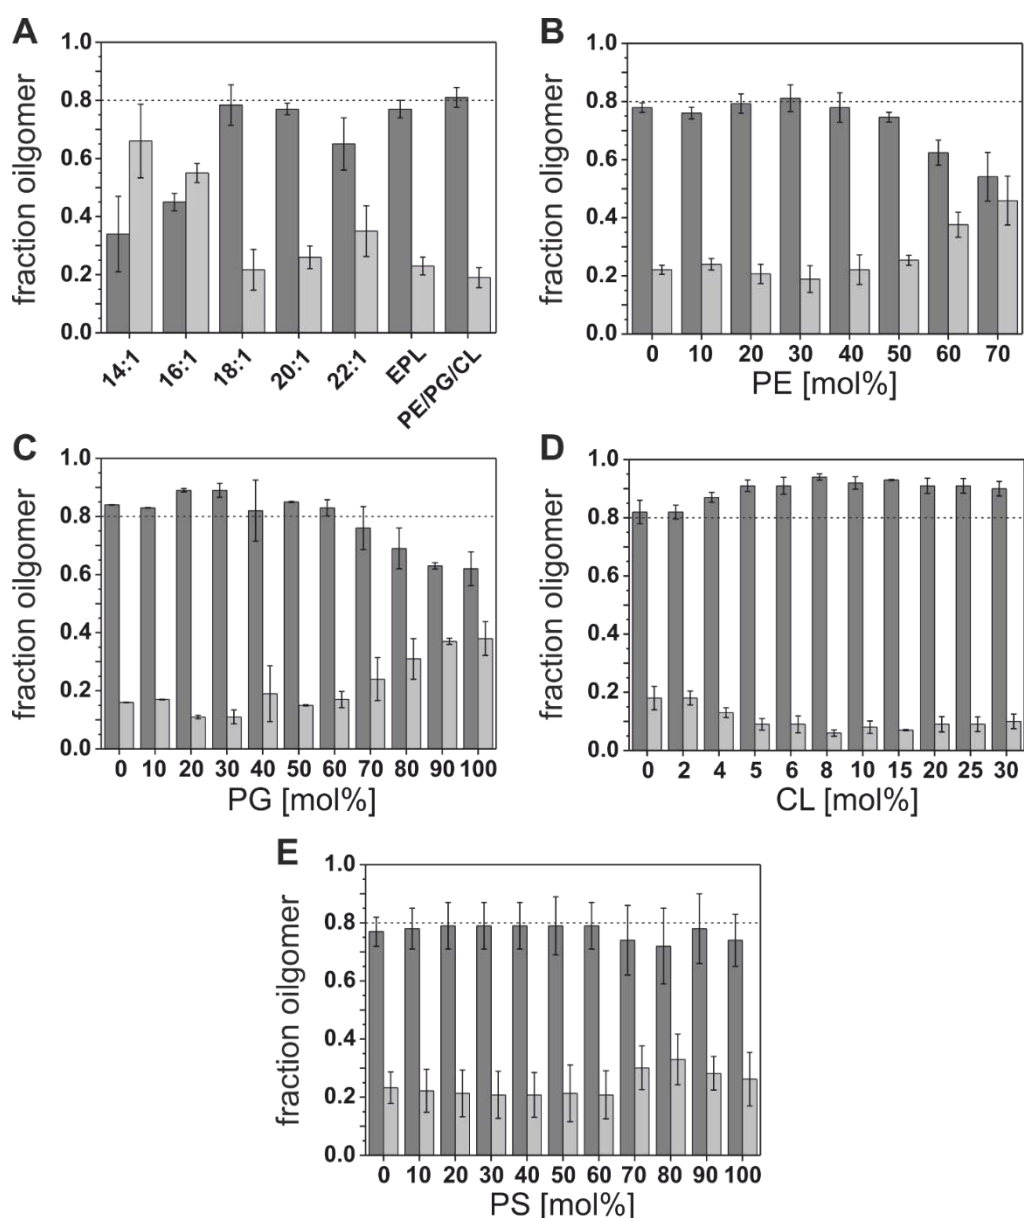 A
fraction oilgomer
1.0
0.8
0.6
0.4
0.2
0.0
14:1 16:1 18:1 20:1 22:1 EPL PE/PG/CL
B
fraction oligomer
1.0
0.8
0.6
0.4
0.2
0.0
0 10 20 30 40 50 60 70
PE [mol%]
C
fraction oilgomer
1.0
0.8
0.6
0.4
0.2
0.0
0 10 20 30 40 50 60 70 80 90 100
PG [mol%]
D
fraction oligomer
1.0
0.8
0.6
0.4
0.2
0.0
0 2 4 5 6 8 10 15 20 25 30
CL [mol%]
E
fraction oilgomer
1.0
0.8
0.6
0.4
0.2
0.0
0 10 20 30 40 50 60 70 80 90 100
PS [mol%]